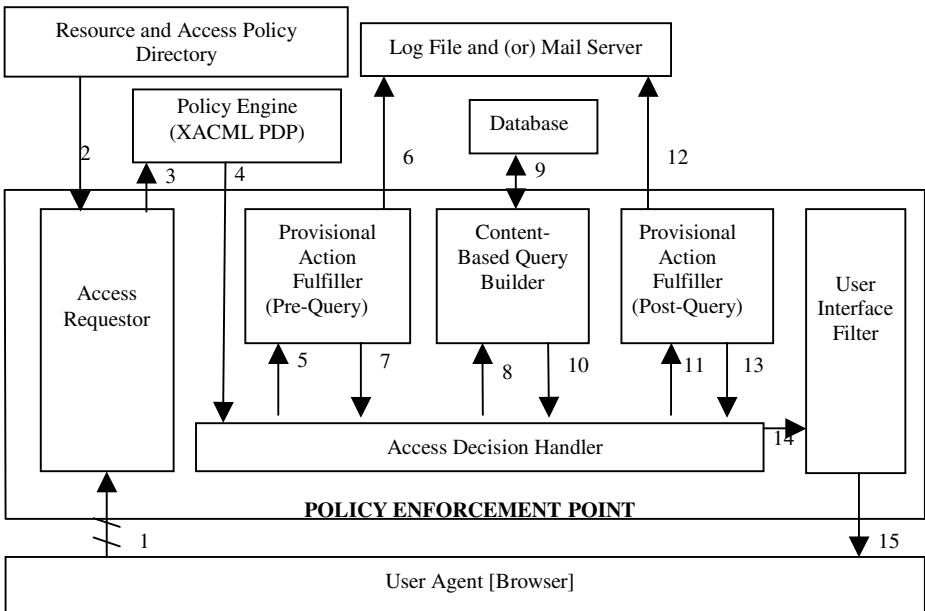 Resource and Access Policy
Directory
Log File and (or) Mail Server
Policy Engine
(XACML PDP)
Database
2
3
4
6
9
12
Access
Requestor
Provisional
Action
Fulfiller
(Pre-Query)
Content-
Based Query
Builder
Provisional
Action
Fulfiller
(Post-Query)
User
Interface
Filter
5
7
8
10
11
13
Access Decision Handler
14
POLICY ENFORCEMENT POINT
1
15
User Agent [Browser]